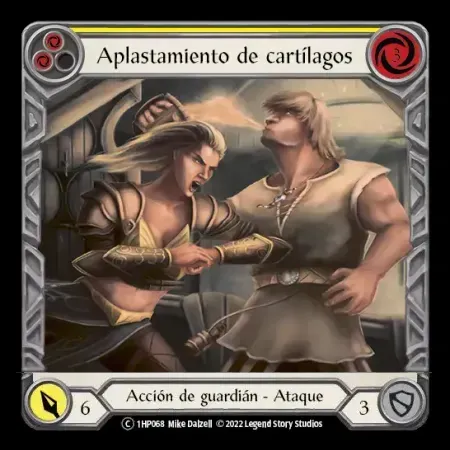 Aplastamiento de cartílagos
3
Acción de guardián - Ataque
6
3
C 1HP068 Mike Dalzell © 2022 Legend Story Studios